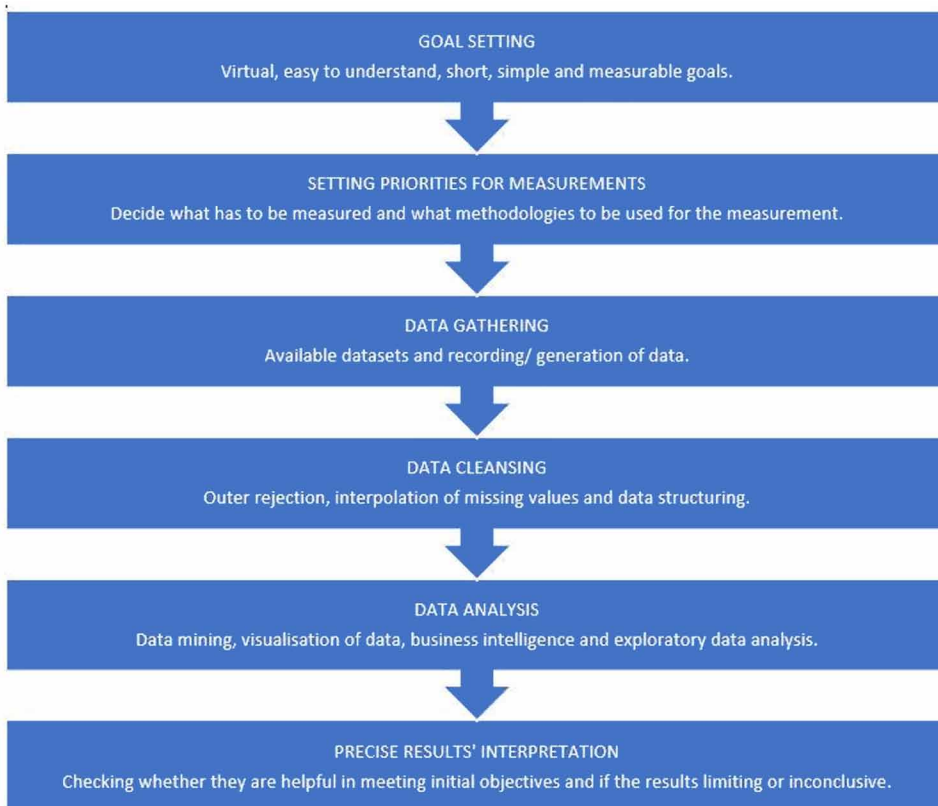 GOAL SETTING
Virtual, easy to understand, short, simple and measurable goals.
SETTING PRIORITIES FOR MEASUREMENTS
Decide what has to be measured and what methodologies to be used for the measurement.
DATA GATHERING
Available datasets and recording/ generation of data.
DATA CLEANSING
Outer rejection, interpolation of missing values and data structuring.
DATA ANALYSIS
Data mining, visualisation of data, business intelligence and exploratory data analysis.
PRECISE RESULTS' INTERPRETATION
Checking whether they are helpful in meeting initial objectives and if the results limiting or inconclusive.